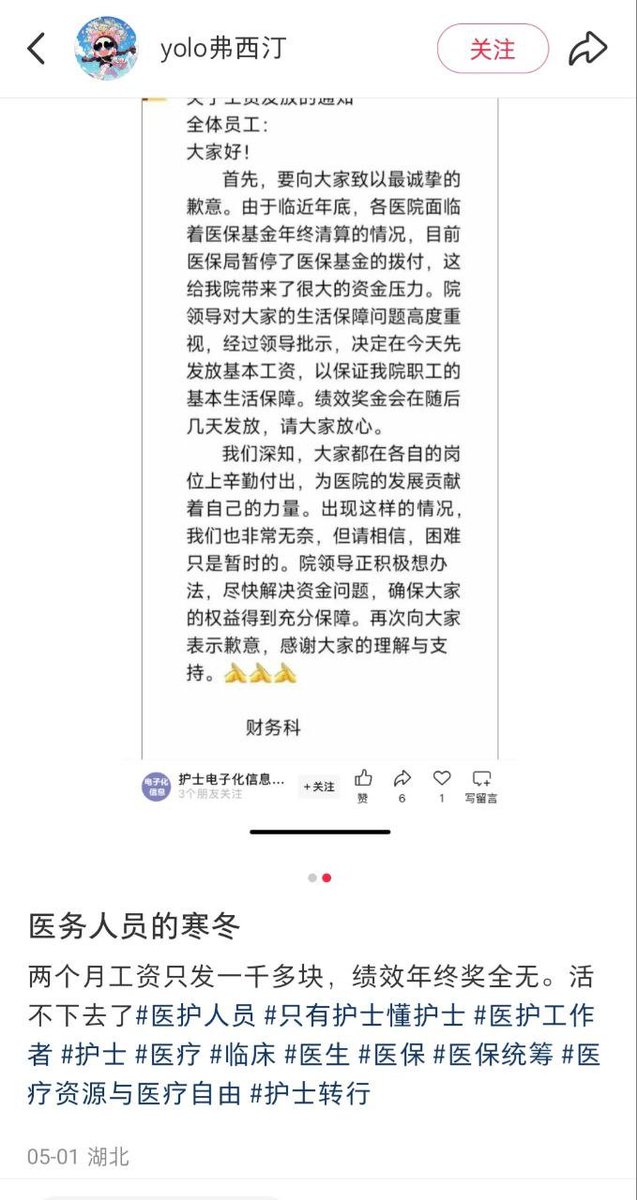 yolo弗西汀
关注
关于工资发放的通知
全体员工：
大家好！
首先，要向大家致以最诚挚的
歉意。由于临近年底，各医院面临
着医保基金年终清算的情况，目前
医保局暂停了医保基金的拨付，这
给我院带来了很大的资金压力。院
领导对大家的生活保障问题高度重
视，经过领导批示，决定在今天先
发放基本工资，以保证我院职工的
基本生活保障。绩效奖金会在随后
几天发放，请大家放心。
我们深知，大家都在各自的岗
位上辛勤付出，为医院的发展贡献
着自己的力量。出现这样的情况，
我们也非常无奈，但请相信，困难
只是暂时的。院领导正积极想办
法，尽快解决资金问题，确保大家
的权益得到充分保障。再次向大家
表示歉意，感谢大家的理解与支
持。
财务科
电子化
信息
护士电子化信息...
3个朋友关注
+关注
赞
6
1
写留言
医务人员的寒冬
两个月工资只发一千多块，绩效年终奖全无。活
不下去了#医护人员 #只有护士懂护士 #医护工作
者 #护士 #医疗 #临床 #医生 #医保 #医保统筹 #医
疗资源与医疗自由 #护士转行
05-01 湖北